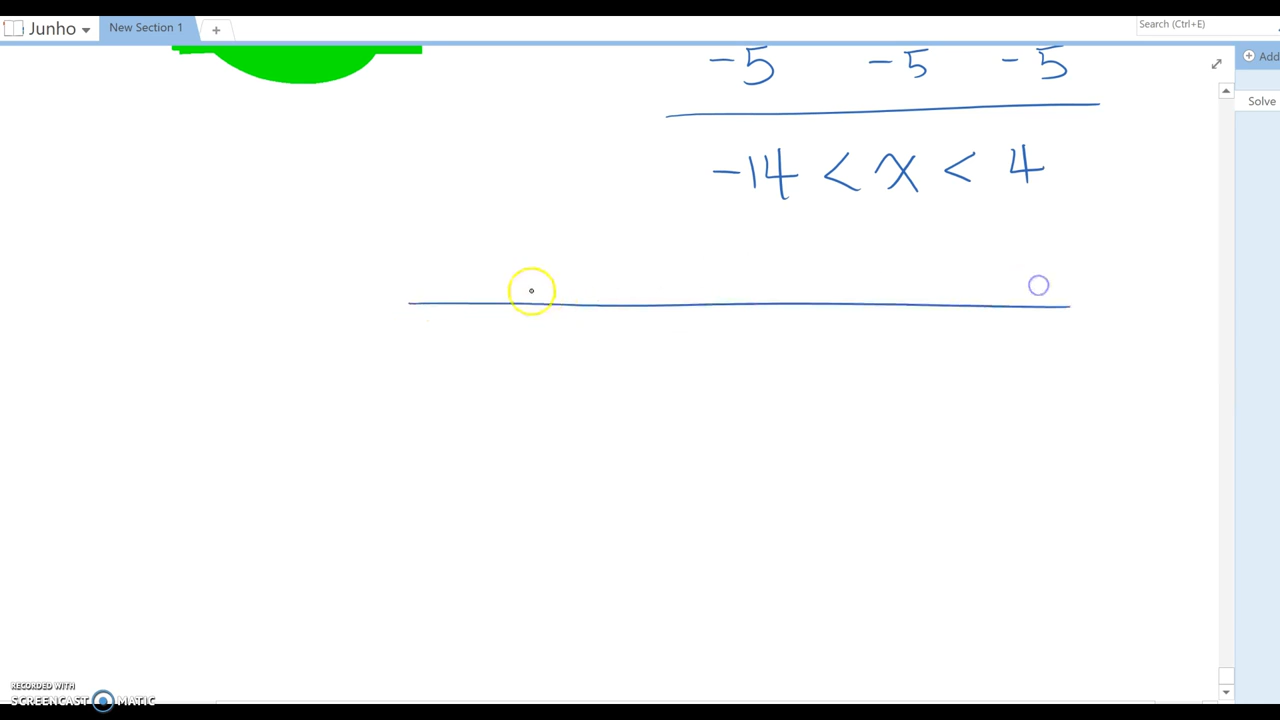 Junho
New Section 1
Search (Ctrl+E)
Add
Solve
-5 -5 -5
-14 < x < 4
RECORDED WITH
SCREENCAST MATIC